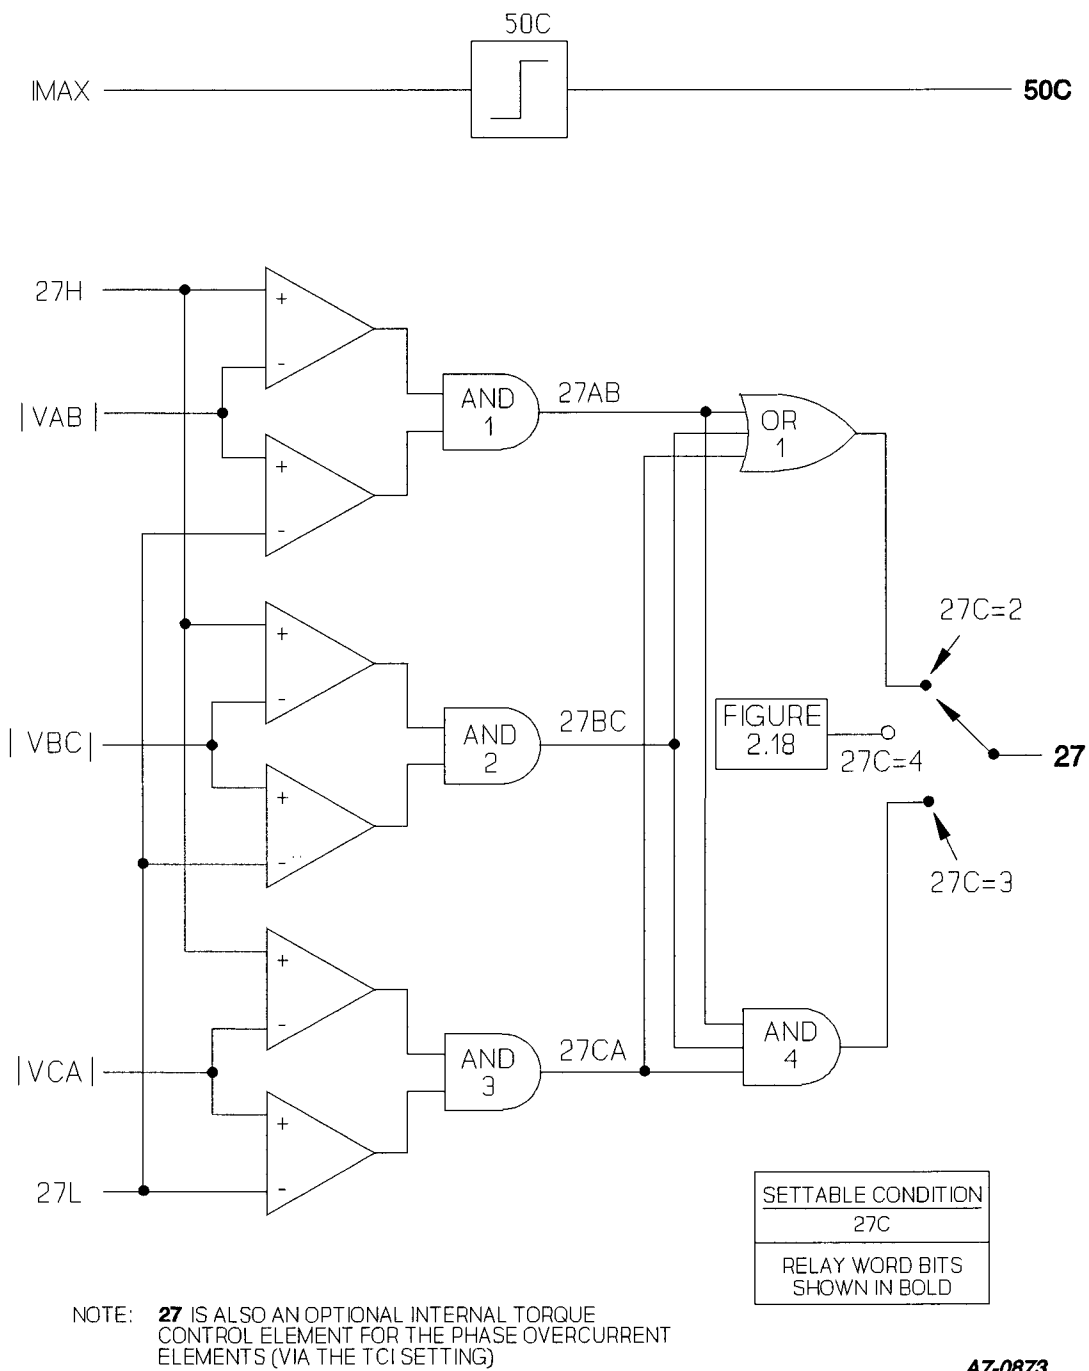 50C
IMAX
50C
27H
+
-
|VAB|
AND
1
27AB
OR
1
+
-
27C=2
+
-
|VBC|
AND
2
27BC
FIGURE
2.18
27C=4
27
+
-
27C=3
+
-
|VCA|
AND
3
27CA
AND
4
+
-
27L
SETTABLE CONDITION
27C
RELAY WORD BITS
SHOWN IN BOLD
NOTE: 27 IS ALSO AN OPTIONAL INTERNAL TORQUE
CONTROL ELEMENT FOR THE PHASE OVERCURRENT
ELEMENTS (VIA THE TCI SETTING)
A7-0873